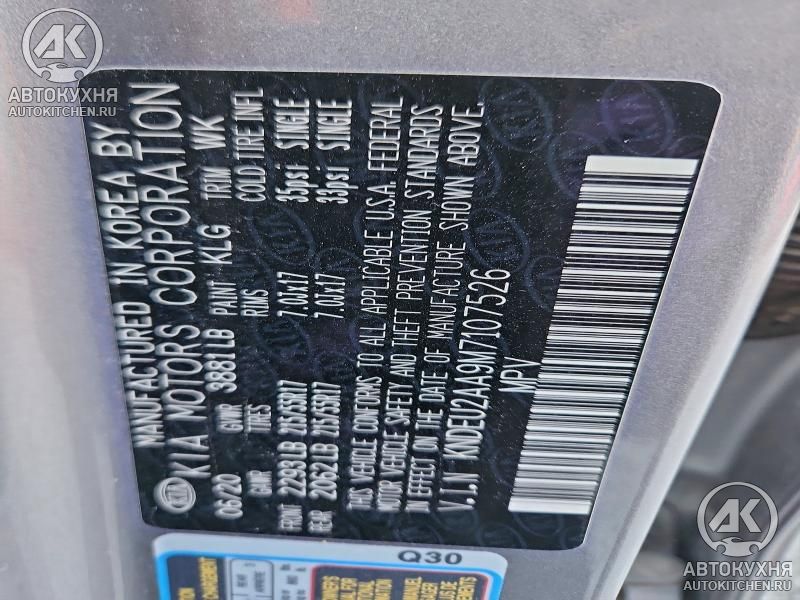 АВТОКУХНЯ
AUTOKITCHEN.RU
MANUFACTURED IN KOREA BY
KIA MOTORS CORPORATION
06/20 GVWR 3881LB PAINT KLG TRIM WK
GAWR TIRES RIMS COLD TIRE INFL
FRONT 2293LB 215/55R17 7.0JX17 35psi SINGLE
REAR 2062LB 215/55R17 7.0JX17 33psi SINGLE
THIS VEHICLE CONFORMS TO ALL APPLICABLE U.S.A. FEDERAL
MOTOR VEHICLE SAFETY, AND THEFT PREVENTION STANDARDS
IN EFFECT ON THE DATE OF MANUFACTURE SHOWN ABOVE.
V.I.N KNDEU2AA9M7107526
MPV
Q30
АВТОКУХНЯ
AUTOKITCHEN.RU